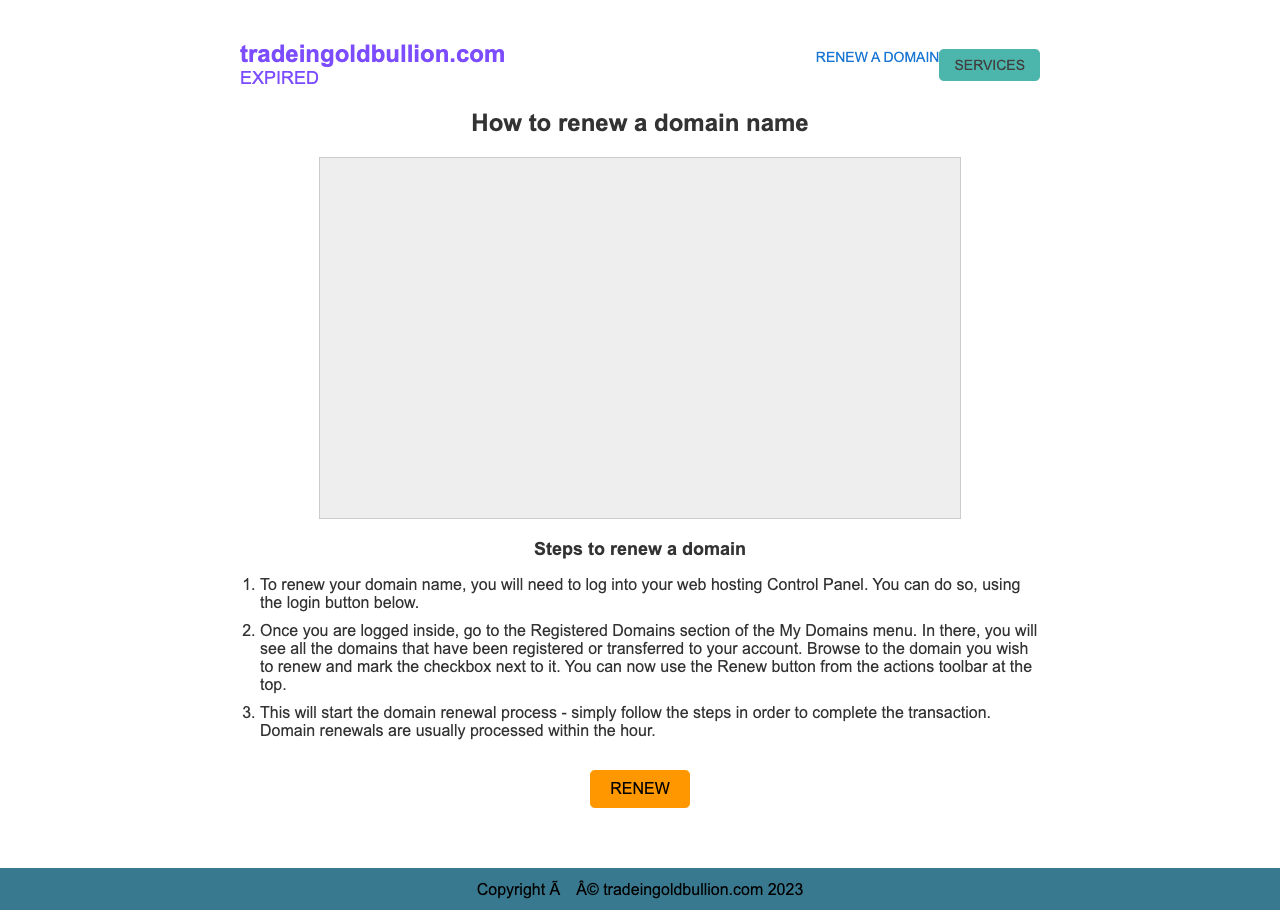 tradeingoldbullion.com
EXPIRED
RENEW A DOMAIN
SERVICES
How to renew a domain name
Steps to renew a domain
1. To renew your domain name, you will need to log into your web hosting Control Panel. You can do so, using
the login button below.
2. Once you are logged inside, go to the Registered Domains section of the My Domains menu. In there, you will
see all the domains that have been registered or transferred to your account. Browse to the domain you wish
to renew and mark the checkbox next to it. You can now use the Renew button from the actions toolbar at the
top.
3. This will start the domain renewal process - simply follow the steps in order to complete the transaction.
Domain renewals are usually processed within the hour.
RENEW
Copyright Ã Â© tradeingoldbullion.com 2023